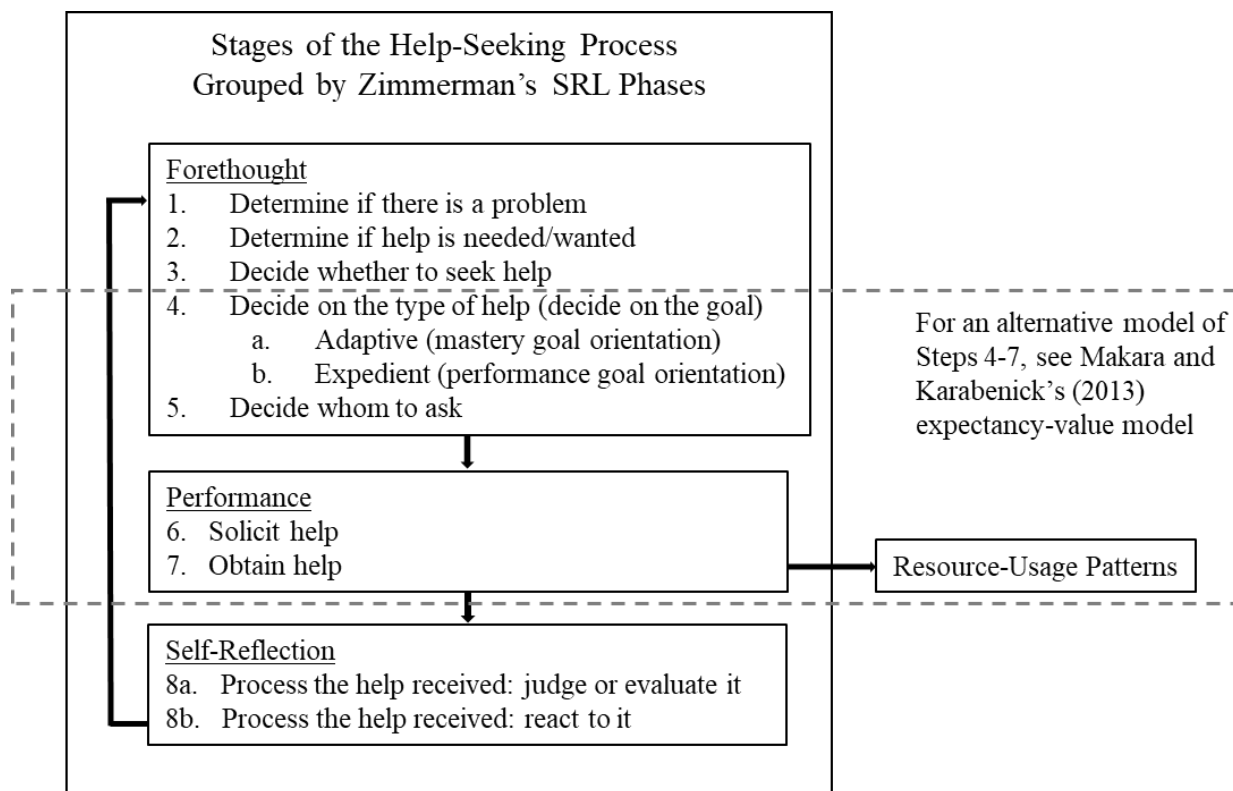 Stages of the Help-Seeking Process
Grouped by Zimmerman’s SRL Phases
Forethought
1. Determine if there is a problem
2. Determine if help is needed/wanted
3. Decide whether to seek help
4. Decide on the type of help (decide on the goal)
a. Adaptive (mastery goal orientation)
b. Expedient (performance goal orientation)
5. Decide whom to ask
For an alternative model of
Steps 4-7, see Makara and
Karabenick’s (2013)
expectancy-value model
Performance
6. Solicit help
7. Obtain help
Resource-Usage Patterns
Self-Reflection
8a. Process the help received: judge or evaluate it
8b. Process the help received: react to it